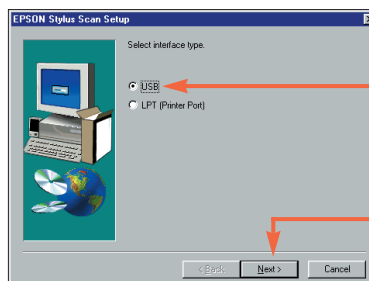 EPSON Stylus Scan Setup
Select interface type.
USB
LPT (Printer Port)
< Back
Next >
Cancel